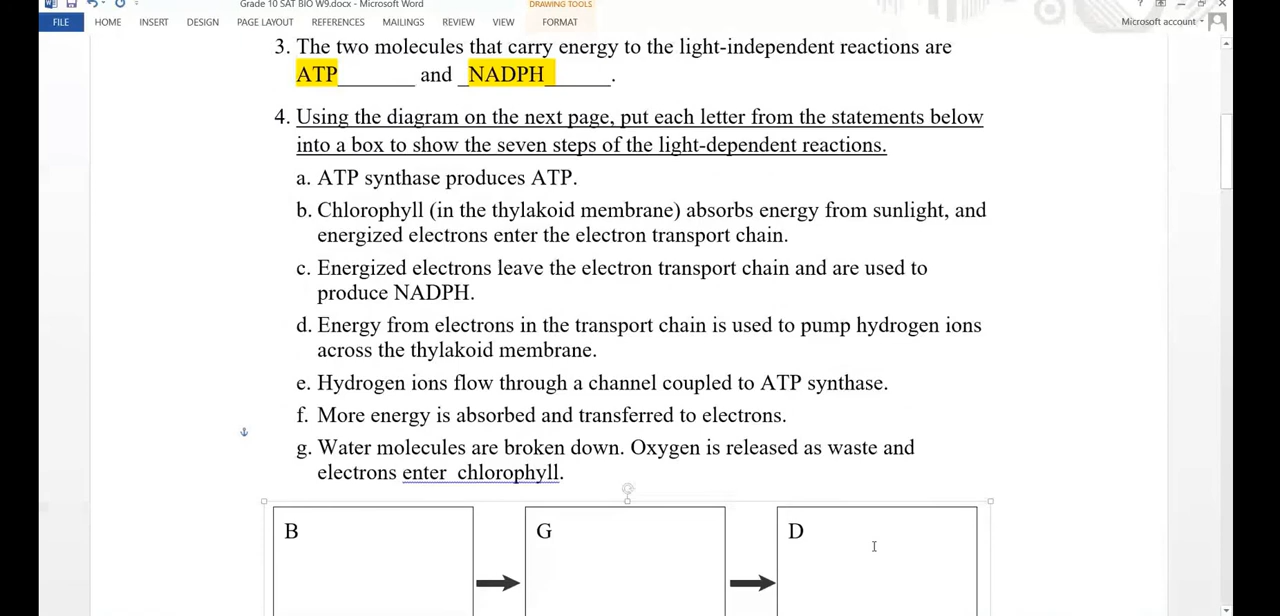 Grade 10 SAT BIO W9.docx - Microsoft Word
DRAWING TOOLS
?
FILE HOME INSERT DESIGN PAGE LAYOUT REFERENCES MAILINGS REVIEW VIEW FORMAT Microsoft account
3. The two molecules that carry energy to the light-independent reactions are
ATP________ and _NADPH______.
4. Using the diagram on the next page, put each letter from the statements below
into a box to show the seven steps of the light-dependent reactions.
a. ATP synthase produces ATP.
b. Chlorophyll (in the thylakoid membrane) absorbs energy from sunlight, and
energized electrons enter the electron transport chain.
c. Energized electrons leave the electron transport chain and are used to
produce NADPH.
d. Energy from electrons in the transport chain is used to pump hydrogen ions
across the thylakoid membrane.
e. Hydrogen ions flow through a channel coupled to ATP synthase.
f. More energy is absorbed and transferred to electrons.
g. Water molecules are broken down. Oxygen is released as waste and
electrons enter chlorophyll.
B G D